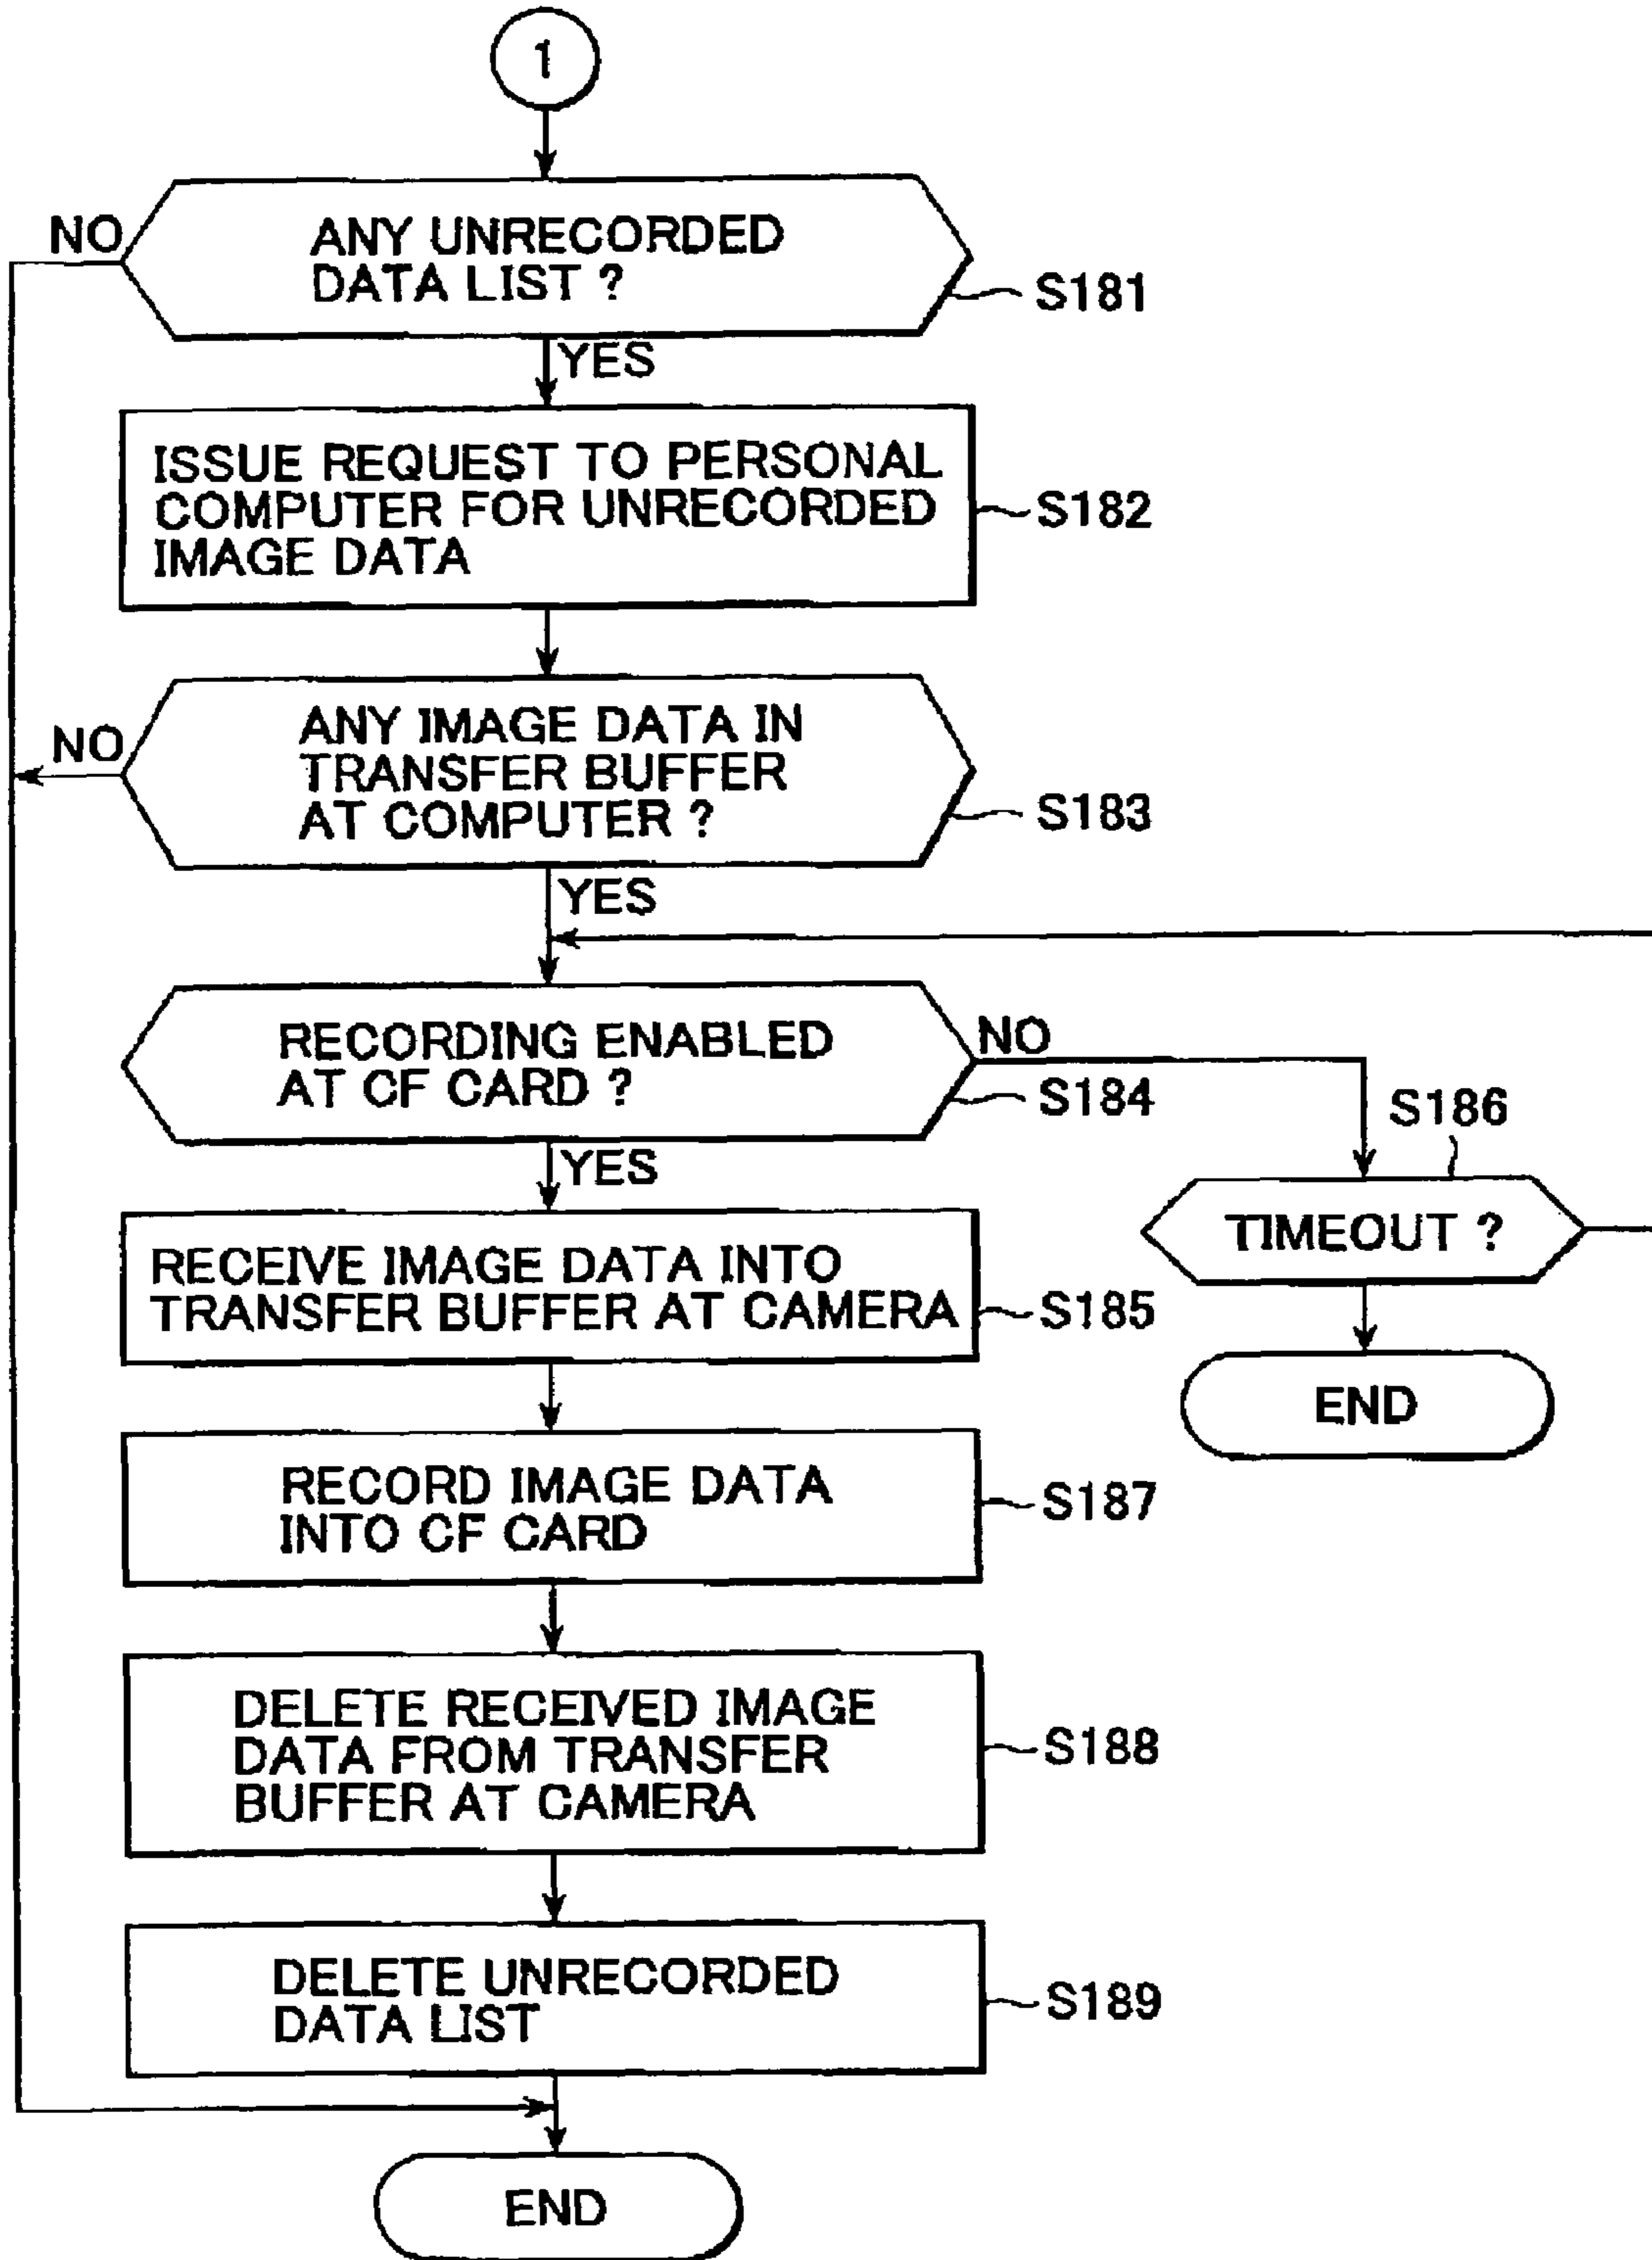 1
NO
ANY UNRECORDED
DATA LIST ?
S181
YES
ISSUE REQUEST TO PERSONAL
COMPUTER FOR UNRECORDED
IMAGE DATA
S182
NO
ANY IMAGE DATA IN
TRANSFER BUFFER
AT COMPUTER ?
S183
YES
RECORDING ENABLED
AT CF CARD ?
NO
S184
S186
YES
TIMEOUT ?
RECEIVE IMAGE DATA INTO
TRANSFER BUFFER AT CAMERA
S185
END
RECORD IMAGE DATA
INTO CF CARD
S187
DELETE RECEIVED IMAGE
DATA FROM TRANSFER
BUFFER AT CAMERA
S188
DELETE UNRECORDED
DATA LIST
S189
END